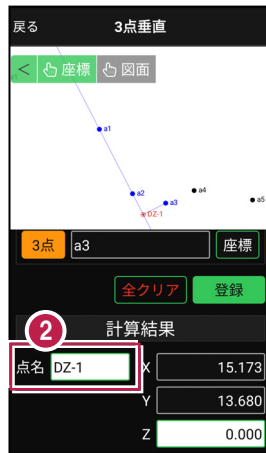 戻る 3点垂直
< 座標 図面
a1
a2
a3
a4
a5
DZ-1
3点 a3 座標
全クリア 登録
2 計算結果
点名 DZ-1 X 15.173
Y 13.680
Z 0.000